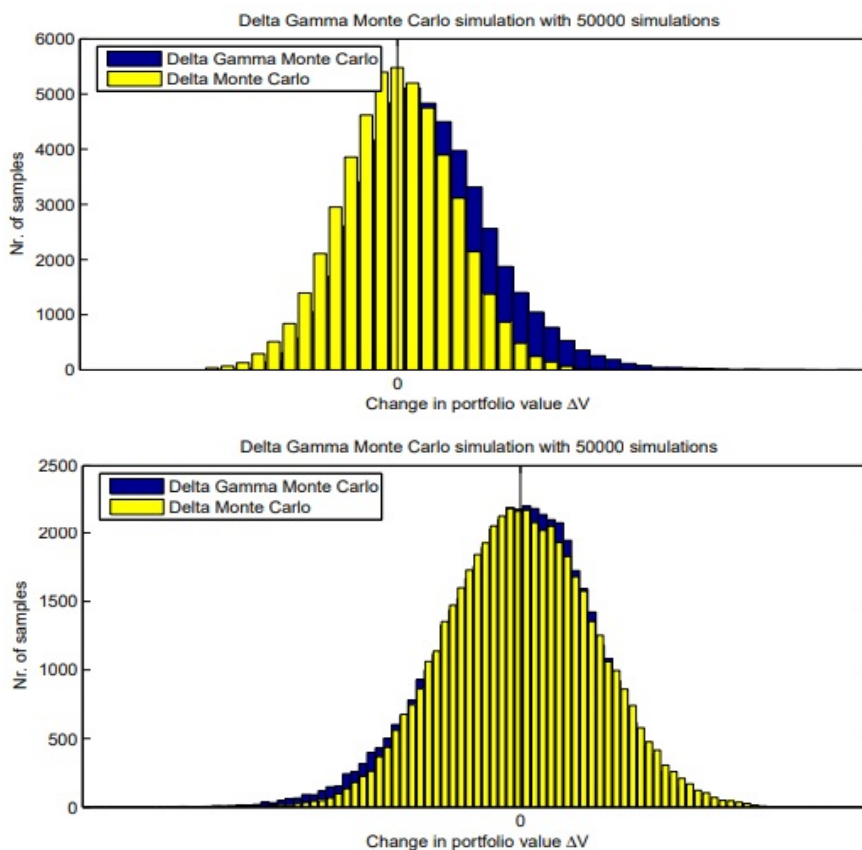 Delta Gamma Monte Carlo simulation with 50000 simulations
6000
5000
4000
3000
2000
1000
0
Nr. of samples
Delta Gamma Monte Carlo
Delta Monte Carlo
0
Change in portfolio value ΔV
Delta Gamma Monte Carlo simulation with 50000 simulations
2500
2000
1500
1000
500
0
Nr. of samples
Delta Gamma Monte Carlo
Delta Monte Carlo
0
Change in portfolio value ΔV